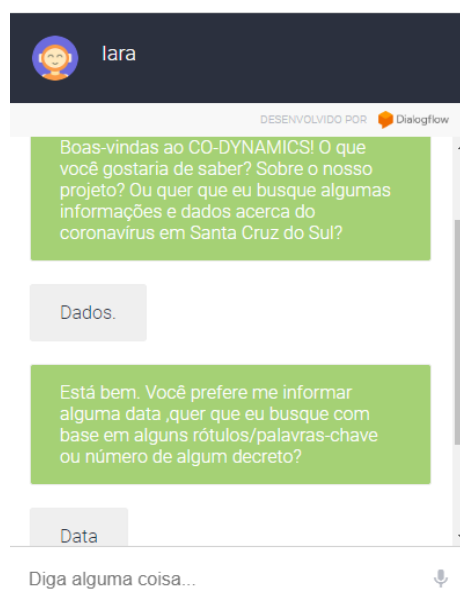 Iara
DESENVOLVIDO POR Dialogflow
Boas-vindas ao CO-DYNAMICS! O que
você gostaria de saber? Sobre o nosso
projeto? Ou quer que eu busque algumas
informações e dados acerca do
coronavírus em Santa Cruz do Sul?
Dados.
Está bem. Você prefere me informar
alguma data ,quer que eu busque com
base em alguns rótulos/palavras-chave
ou número de algum decreto?
Data
Diga alguma coisa...